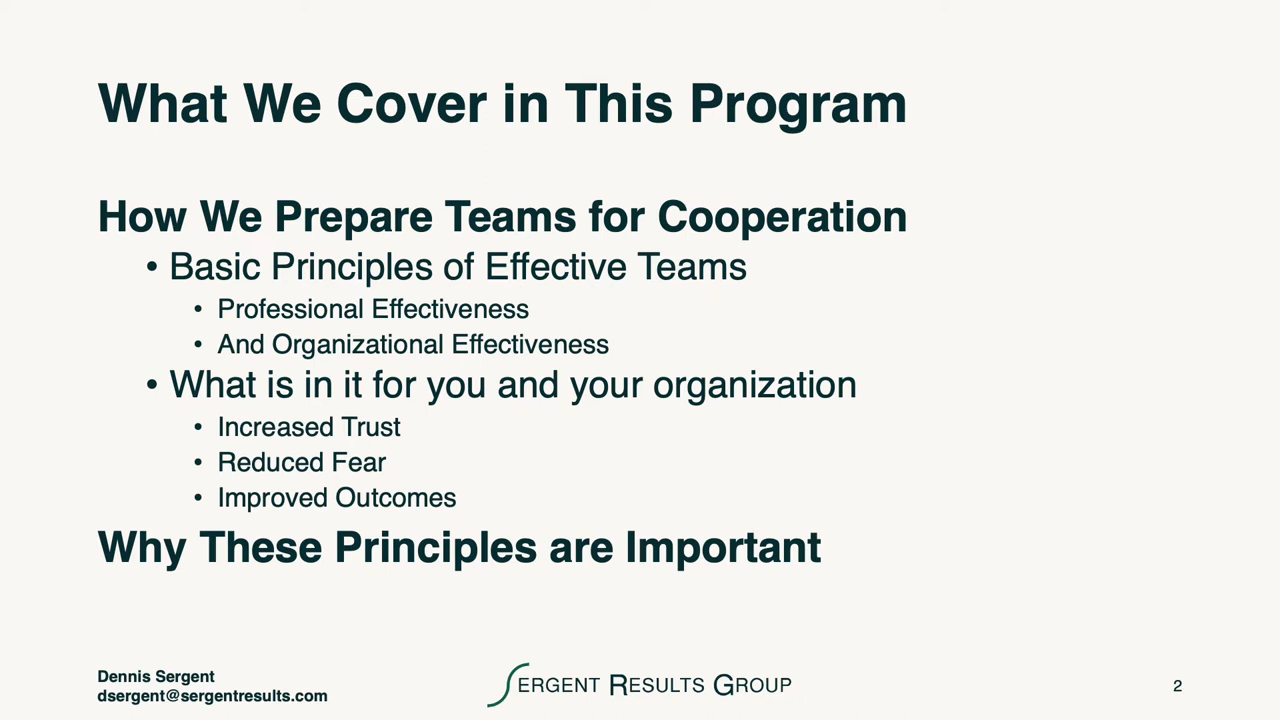 What We Cover in This Program
How We Prepare Teams for Cooperation
• Basic Principles of Effective Teams
• Professional Effectiveness
• And Organizational Effectiveness
• What is in it for you and your organization
• Increased Trust
• Reduced Fear
• Improved Outcomes
Why These Principles are Important
Dennis Sergent
dsergent@sergentresults.com
SERGENT RESULTS GROUP
2